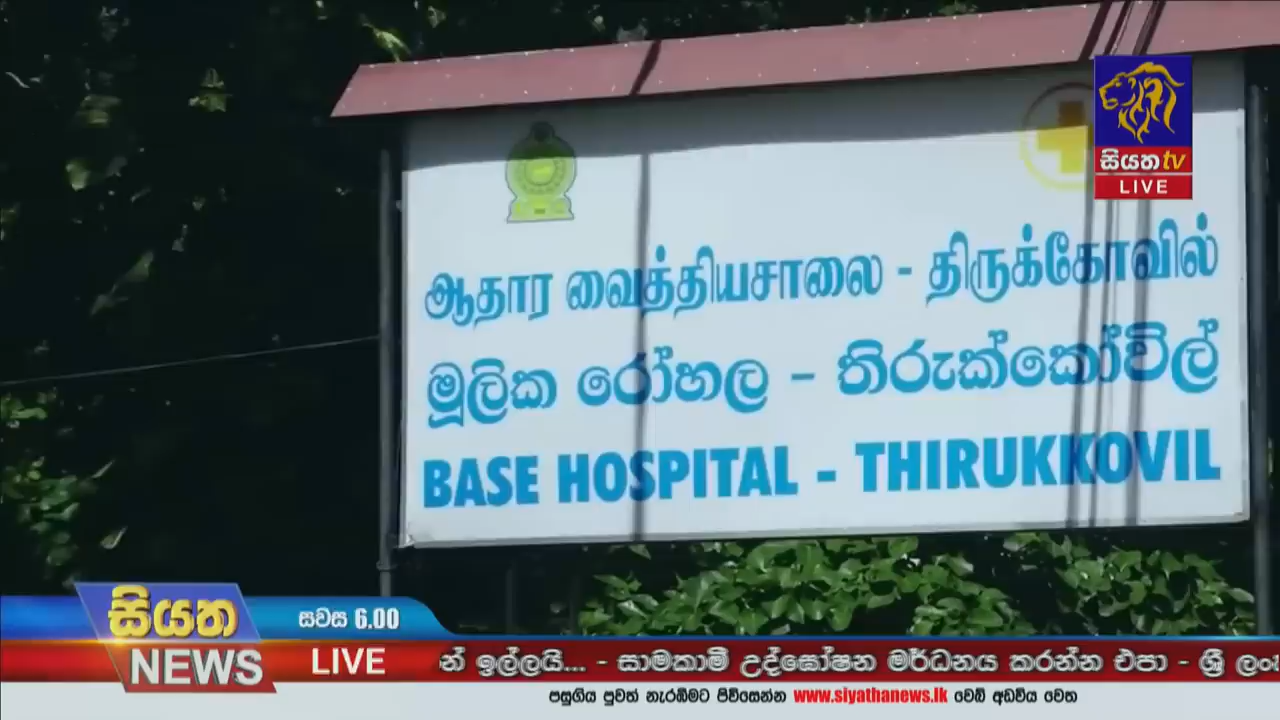 සියත tv
LIVE
ஆதார வைத்தியசாலை - திருக்கோவில்
මූලික රෝහල - තිරුක්කෝවිල්
BASE HOSPITAL - THIRUKKOVIL
සියත
NEWS
සවස 6.00
LIVE
න් ඉල්ලයි... - සාමකාමී උද්ඝෝෂන මර්ධනය කරන්න එපා - ශ්‍රී ලංක
පසුගිය පුවත් නැරඹීමට පිවිසෙන්න www.siyathanews.lk වෙබ් අඩවිය වෙත